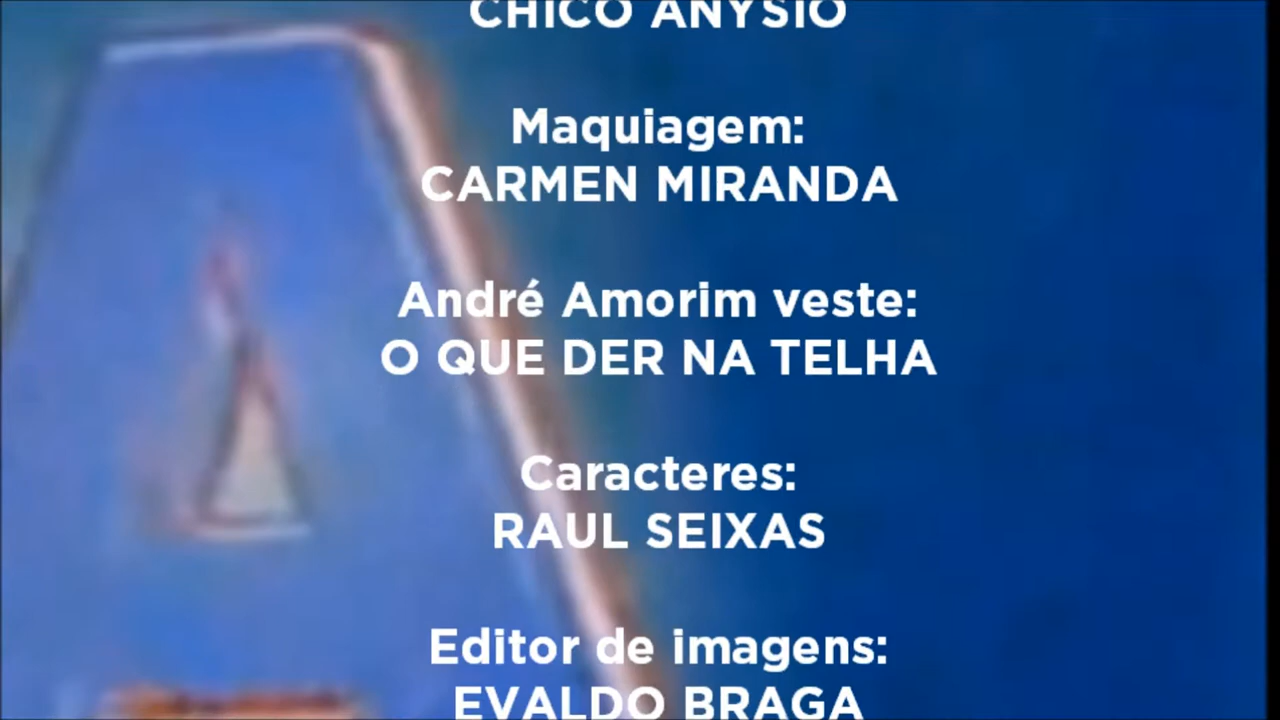 CHICO ANYSIO
Maquiagem:
CARMEN MIRANDA
André Amorim veste:
O QUE DER NA TELHA
Caracteres:
RAUL SEIXAS
Editor de imagens:
EVALDO BRAGA